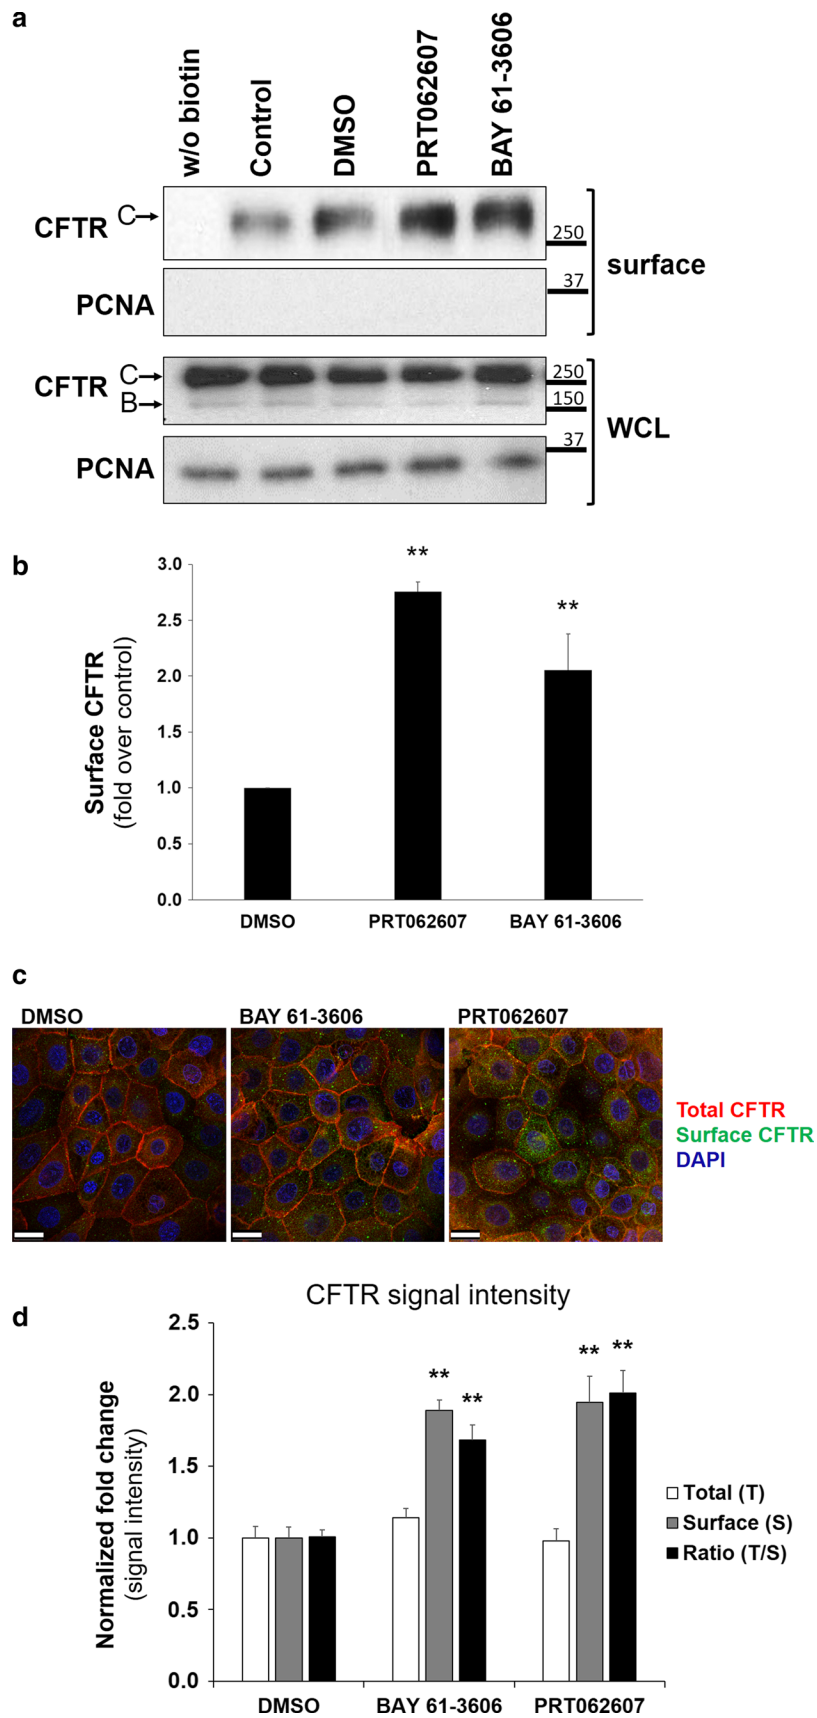 a
w/o biotin
Control
DMSO
PRT062607
BAY 61-3606
CFTR C
250
surface
PCNA
37
CFTR C
250
B
150
WCL
PCNA
37
b
Surface CFTR
(fold over control)
3.0
2.5
2.0
1.5
1.0
0.5
0.0
**
**
DMSO PRT062607 BAY 61-3606
c
DMSO BAY 61-3606 PRT062607
Total CFTR
Surface CFTR
DAPI
d
CFTR signal intensity
Normalized fold change
(signal intensity)
2.5
2.0
1.5
1.0
0.5
0.0
** **
** **
Total (T)
Surface (S)
Ratio (T/S)
DMSO BAY 61-3606 PRT062607